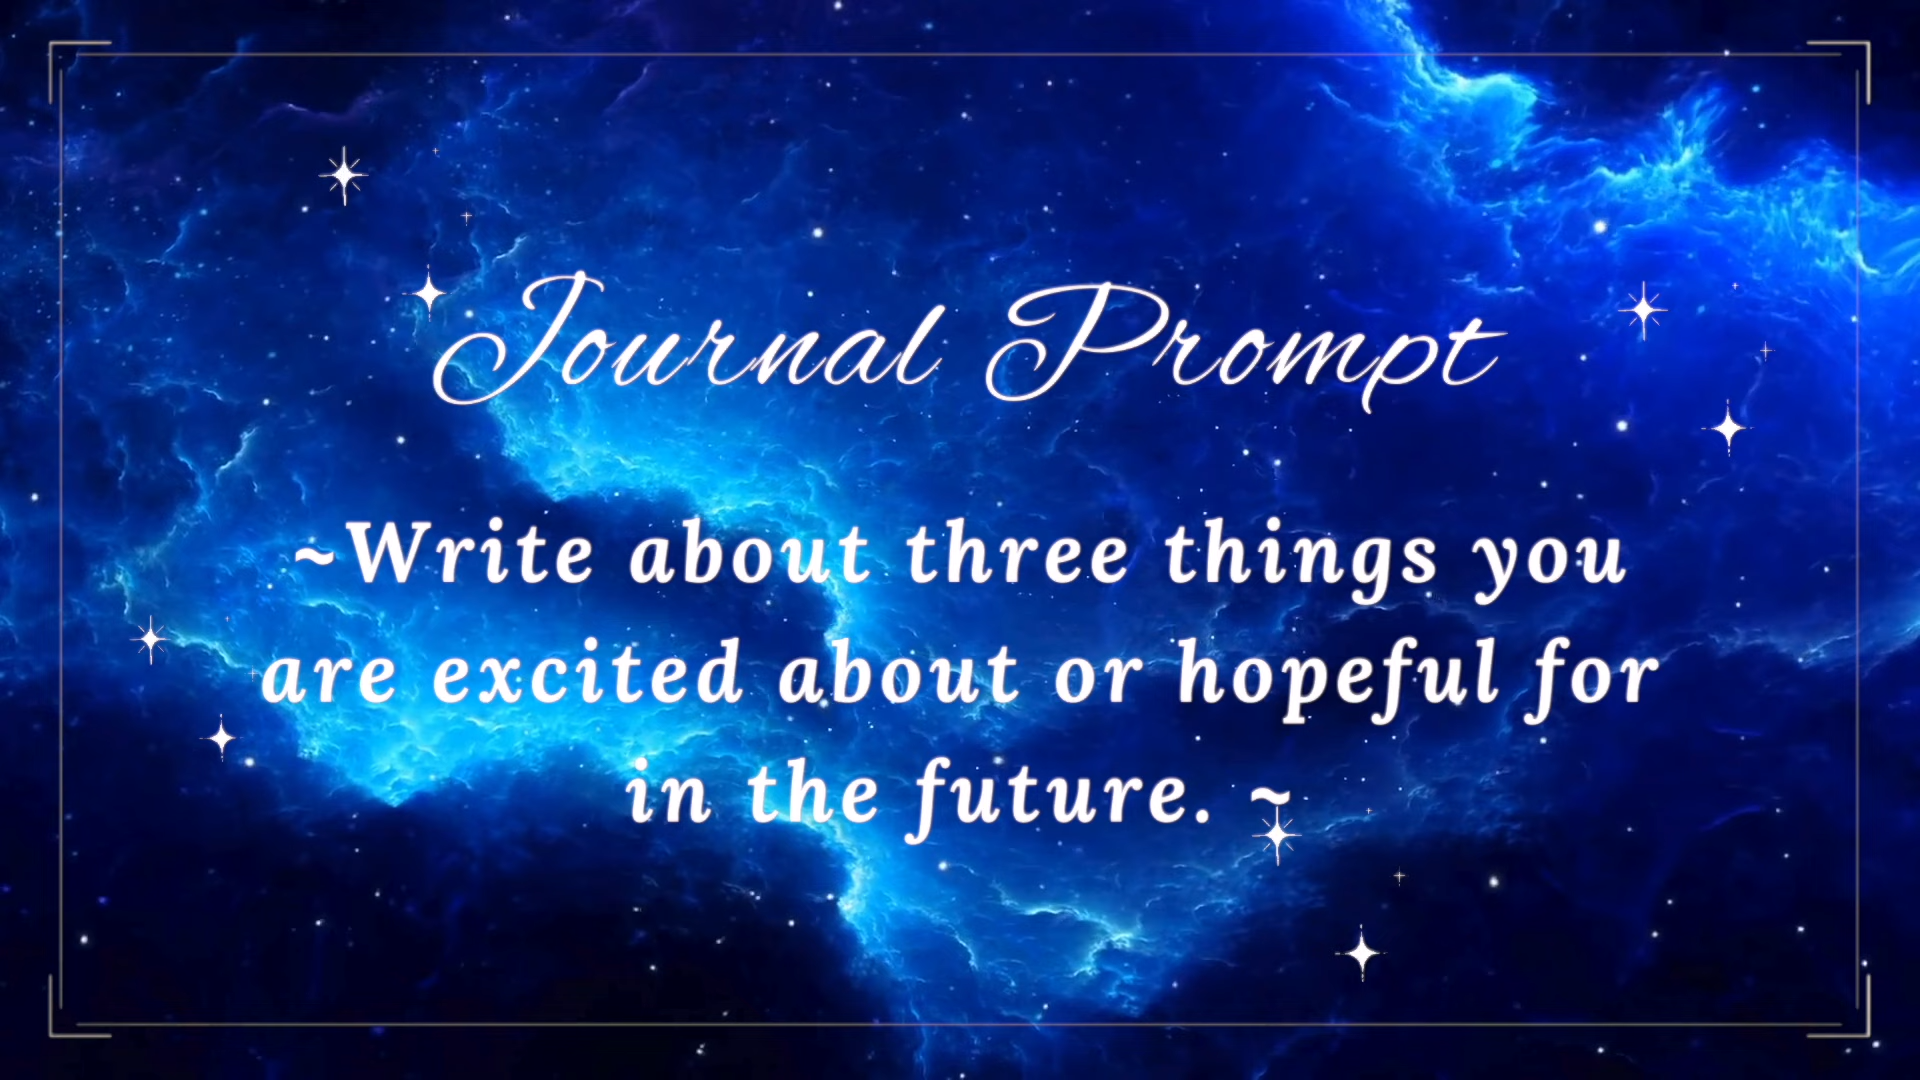 Journal Prompt
~Write about three things you
are excited about or hopeful for
in the future. ~